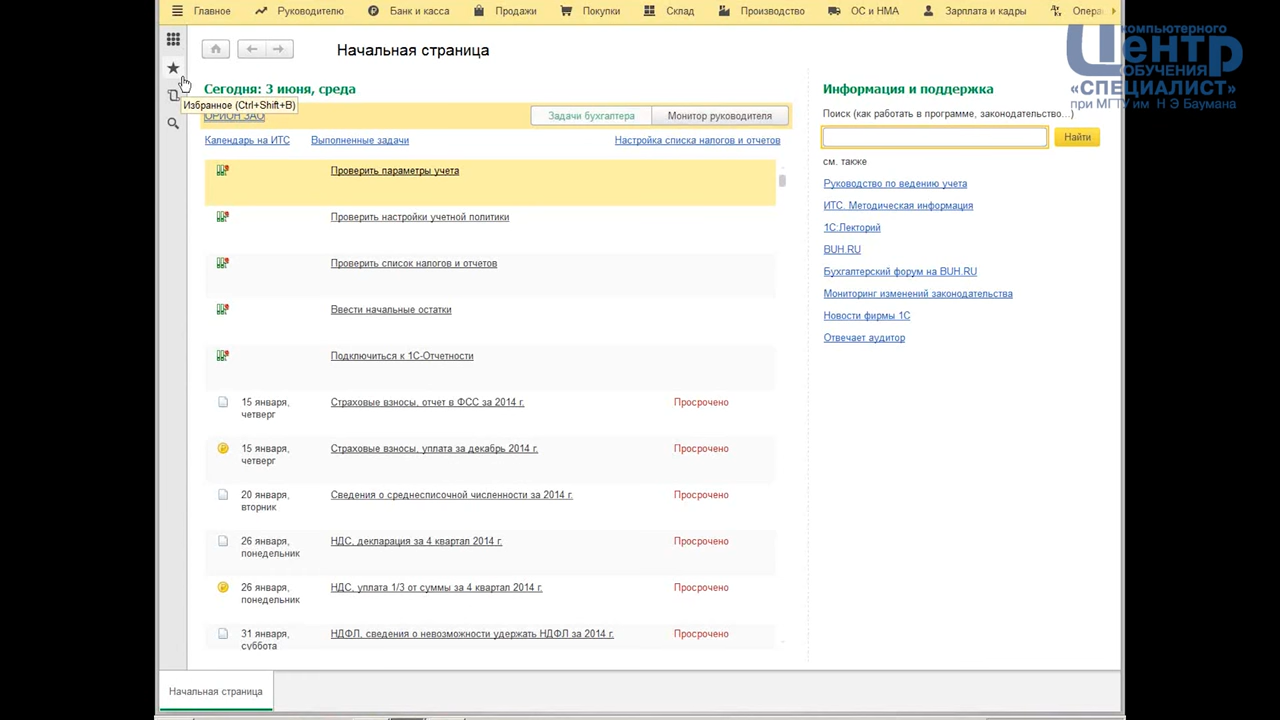 Главное Руководителю Банк и касса Продажи Покупки Склад Производство ОС и НМА Зарплата и кадры Опера
Начальная страница
компьютерного
Центр
ОБУЧЕНИЯ
«СПЕЦИАЛИСТ»
при МГТУ им Н Э Баумана
Сегодня: 3 июня, среда
Избранное (Ctrl+Shift+B)
ОРИОН ЗАО
Задачи бухгалтера Монитор руководителя
Календарь на ИТС Выполненные задачи Настройка списка налогов и отчетов
Проверить параметры учета
Проверить настройки учетной политики
Проверить список налогов и отчетов
Ввести начальные остатки
Подключиться к 1С-Отчетности
15 января, четверг Страховые взносы, отчет в ФСС за 2014 г. Просрочено
15 января, четверг Страховые взносы, уплата за декабрь 2014 г. Просрочено
20 января, вторник Сведения о среднесписочной численности за 2014 г. Просрочено
26 января, понедельник НДС, декларация за 4 квартал 2014 г. Просрочено
26 января, понедельник НДС, уплата 1/3 от суммы за 4 квартал 2014 г. Просрочено
31 января, суббота НДФЛ, сведения о невозможности удержать НДФЛ за 2014 г. Просрочено
Информация и поддержка
Поиск (как работать в программе, законодательство...)
Найти
см. также
Руководство по ведению учета
ИТС. Методическая информация
1С:Лекторий
BUH.RU
Бухгалтерский форум на BUH.RU
Мониторинг изменений законодательства
Новости фирмы 1С
Отвечает аудитор
Начальная страница